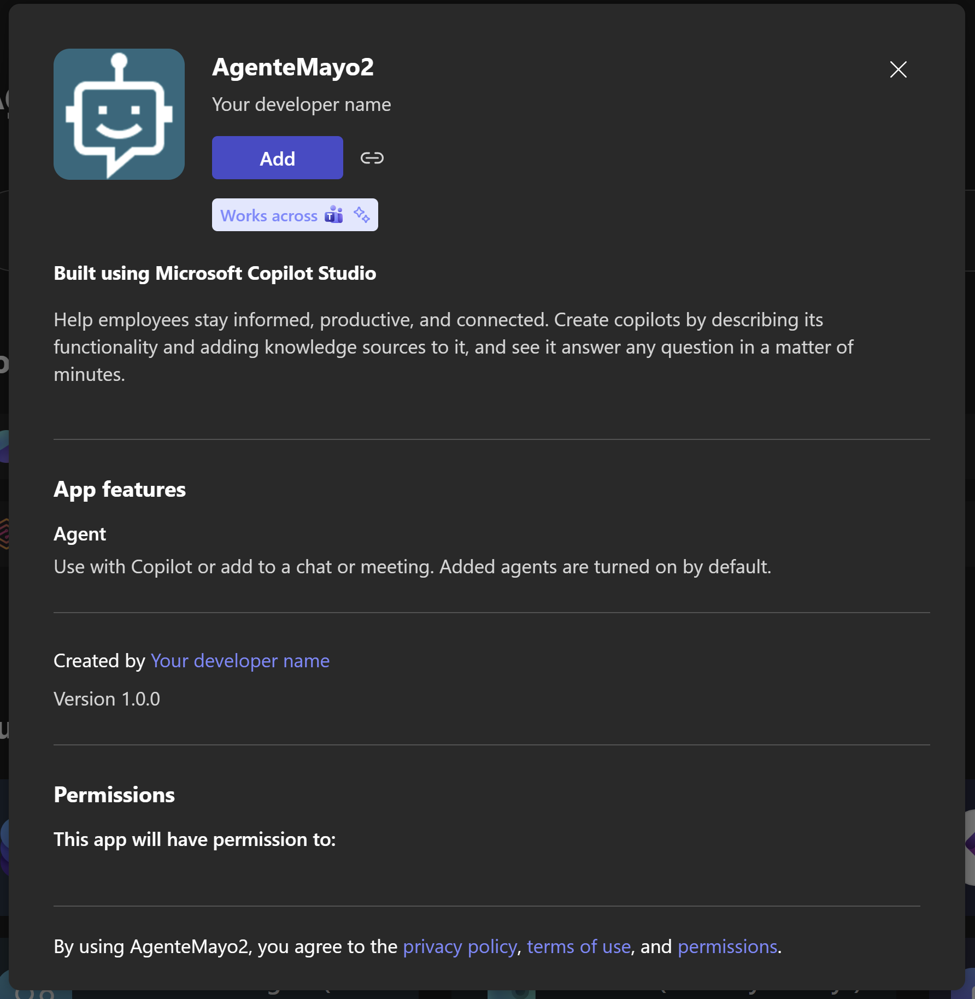 AgenteMayo2
Your developer name
Add
Works across
Built using Microsoft Copilot Studio
Help employees stay informed, productive, and connected. Create copilots by describing its
functionality and adding knowledge sources to it, and see it answer any question in a matter of
minutes.
App features
Agent
Use with Copilot or add to a chat or meeting. Added agents are turned on by default.
Created by Your developer name
Version 1.0.0
Permissions
This app will have permission to:
By using AgenteMayo2, you agree to the privacy policy, terms of use, and permissions.